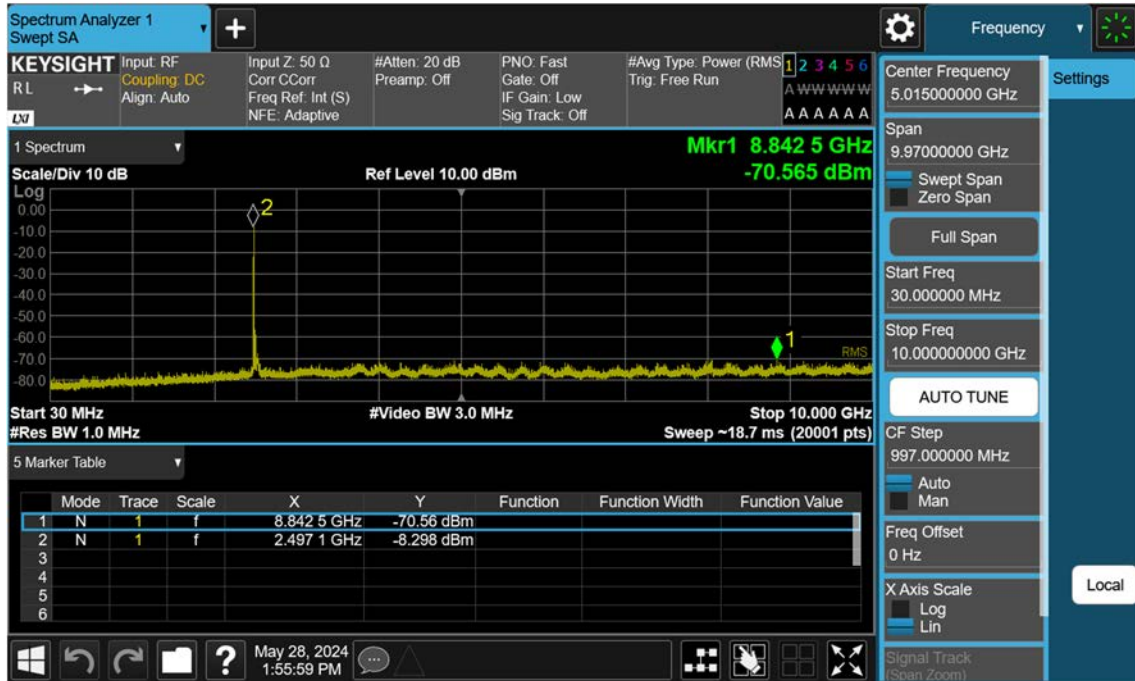 Spectrum Analyzer 1
Swept SA
+
Frequency
KEYSIGHT
RL
LXI
Input: RF
Coupling: DC
Align: Auto
Input Z: 50 Ω
Corr CCorr
Freq Ref: Int (S)
NFE: Adaptive
#Atten: 20 dB
Preamp: Off
PNO: Fast
Gate: Off
IF Gain: Low
Sig Track: Off
#Avg Type: Power (RMS
Trig: Free Run
1 2 3 4 5 6
A W W W W W
A A A A A A
1 Spectrum
Scale/Div 10 dB
Ref Level 10.00 dBm
Mkr1 8.842 5 GHz
-70.565 dBm
Log
0.00
-10.0
-20.0
-30.0
-40.0
-50.0
-60.0
-70.0
-80.0
2
1
RMS
Start 30 MHz
#Video BW 3.0 MHz
Stop 10.000 GHz
#Res BW 1.0 MHz
Sweep ~18.7 ms (20001 pts)
5 Marker Table
Mode Trace Scale X Y Function Function Width Function Value
1 N 1 f 8.842 5 GHz -70.56 dBm
2 N 1 f 2.497 1 GHz -8.298 dBm
3
4
5
6
?
May 28, 2024
1:55:59 PM
Center Frequency
5.015000000 GHz
Span
9.97000000 GHz
Swept Span
Zero Span
Full Span
Start Freq
30.000000 MHz
Stop Freq
10.000000000 GHz
AUTO TUNE
CF Step
997.000000 MHz
Auto
Man
Freq Offset
0 Hz
X Axis Scale
Log
Lin
Signal Track
(Span Zoom)
Settings
Local